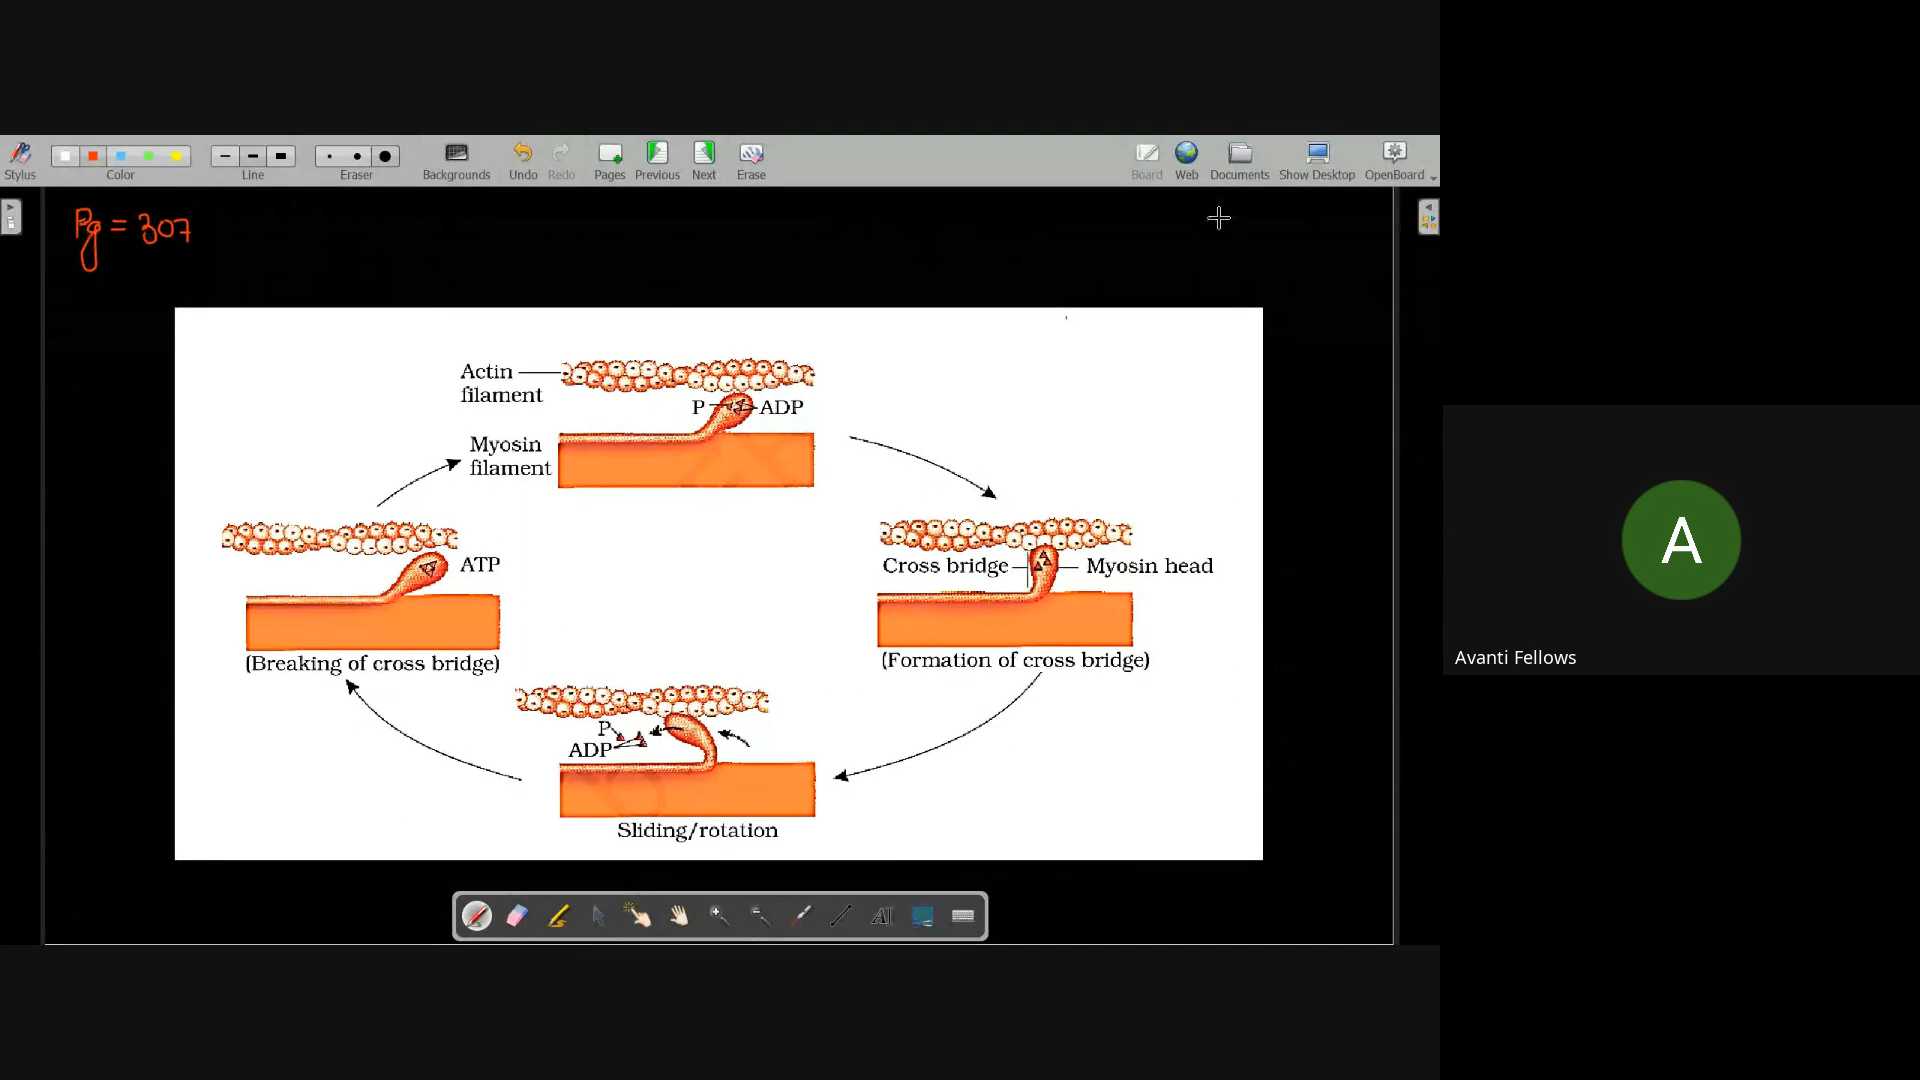 Stylus
Color
Line
Eraser
Backgrounds
Undo
Redo
Pages
Previous
Next
Erase
Board
Web
Documents
Show Desktop
OpenBoard
Pg = 307
Actin
filament
P
ADP
Myosin
filament
ATP
(Breaking of cross bridge)
Cross bridge
Myosin head
(Formation of cross bridge)
P
ADP
Sliding/rotation
AI
A
Avanti Fellows